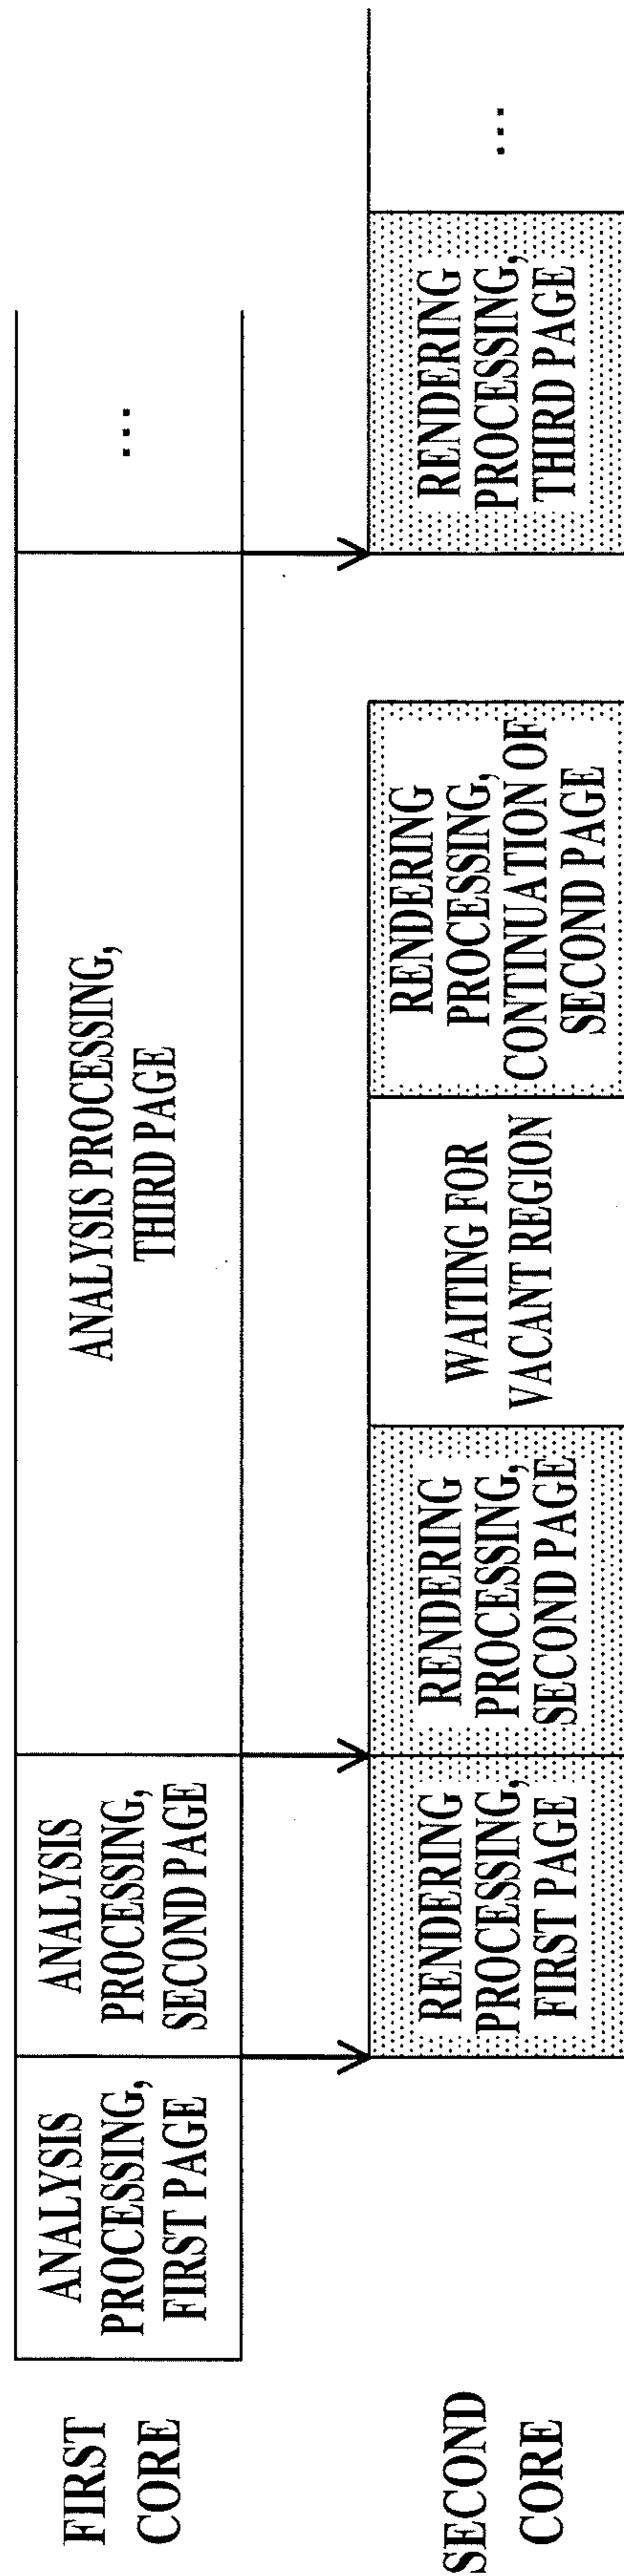 FIRST
CORE
ANALYSIS
PROCESSING,
FIRST PAGE
ANALYSIS
PROCESSING,
SECOND PAGE
ANALYSIS PROCESSING,
THIRD PAGE
...
SECOND
CORE
RENDERING
PROCESSING,
FIRST PAGE
RENDERING
PROCESSING,
SECOND PAGE
WAITING FOR
VACANT REGION
RENDERING
PROCESSING,
CONTINUATION OF
SECOND PAGE
RENDERING
PROCESSING,
THIRD PAGE
...